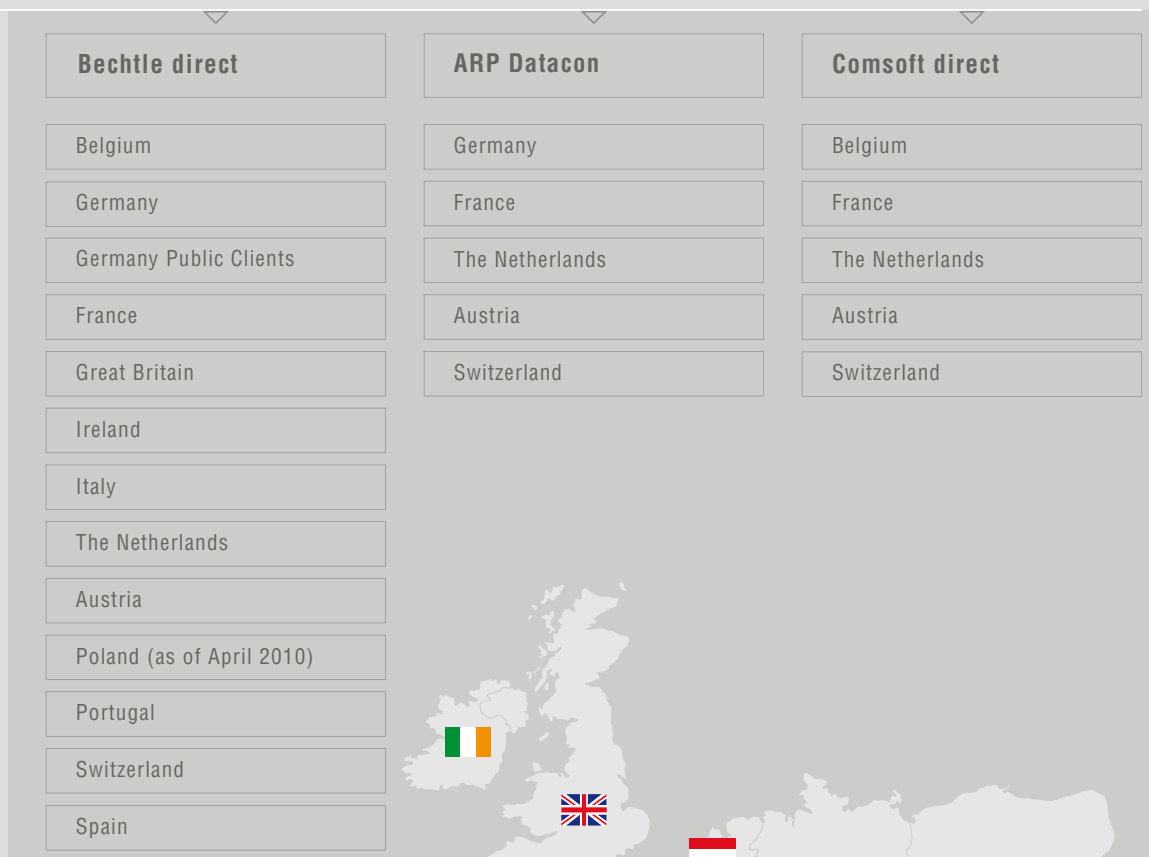 Bechtle direct
Belgium
Germany
Germany Public Clients
France
Great Britain
Ireland
Italy
The Netherlands
Austria
Poland (as of April 2010)
Portugal
Switzerland
Spain
ARP Datacon
Germany
France
The Netherlands
Austria
Switzerland
Comsoft direct
Belgium
France
The Netherlands
Austria
Switzerland